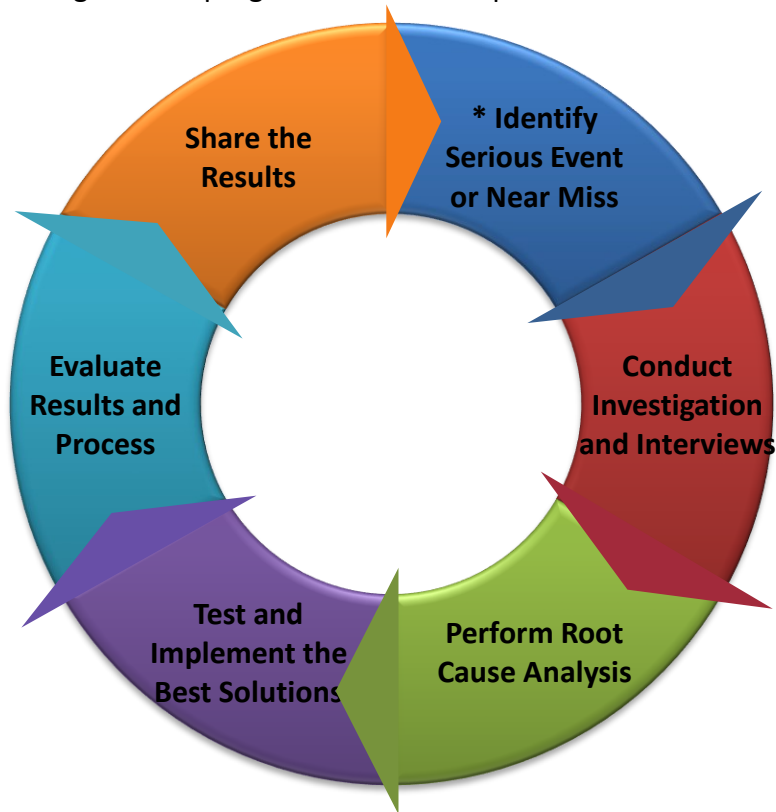 * Identify
Serious Event
or Near Miss
Conduct
Investigation
and Interviews
Perform Root
Cause Analysis
Test and
Implement the
Best Solutions
Evaluate
Results and
Process
Share the
Results